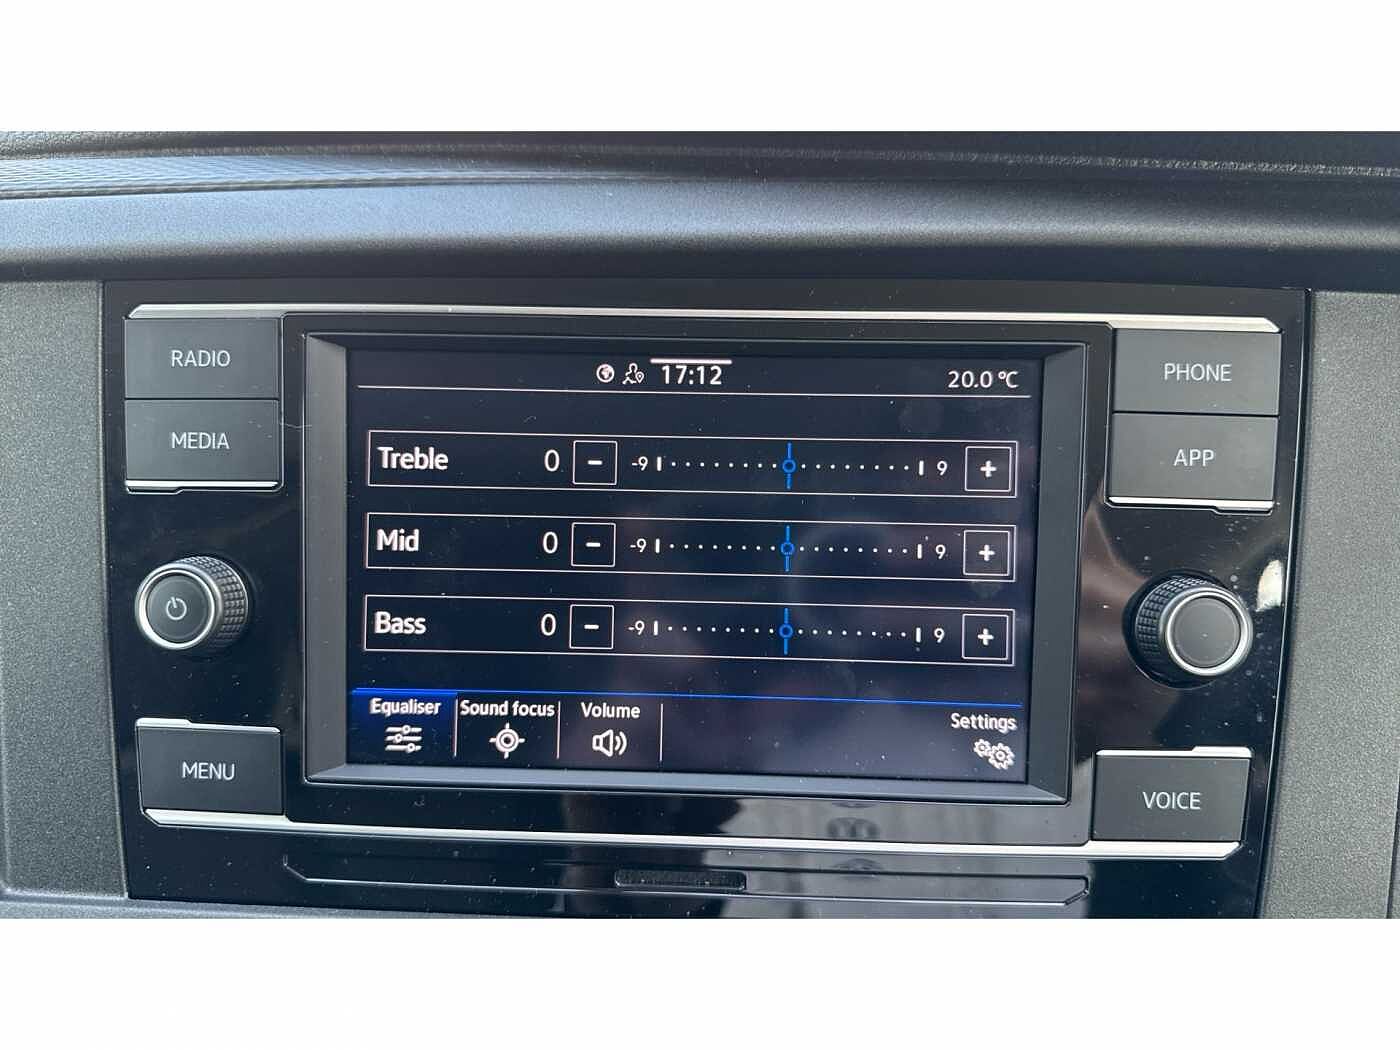 RADIO
MEDIA
MENU
17:12
20.0 °C
Treble 0 - -9 9 +
Mid 0 - -9 9 +
Bass 0 - -9 9 +
Equaliser Sound focus Volume Settings
PHONE
APP
VOICE